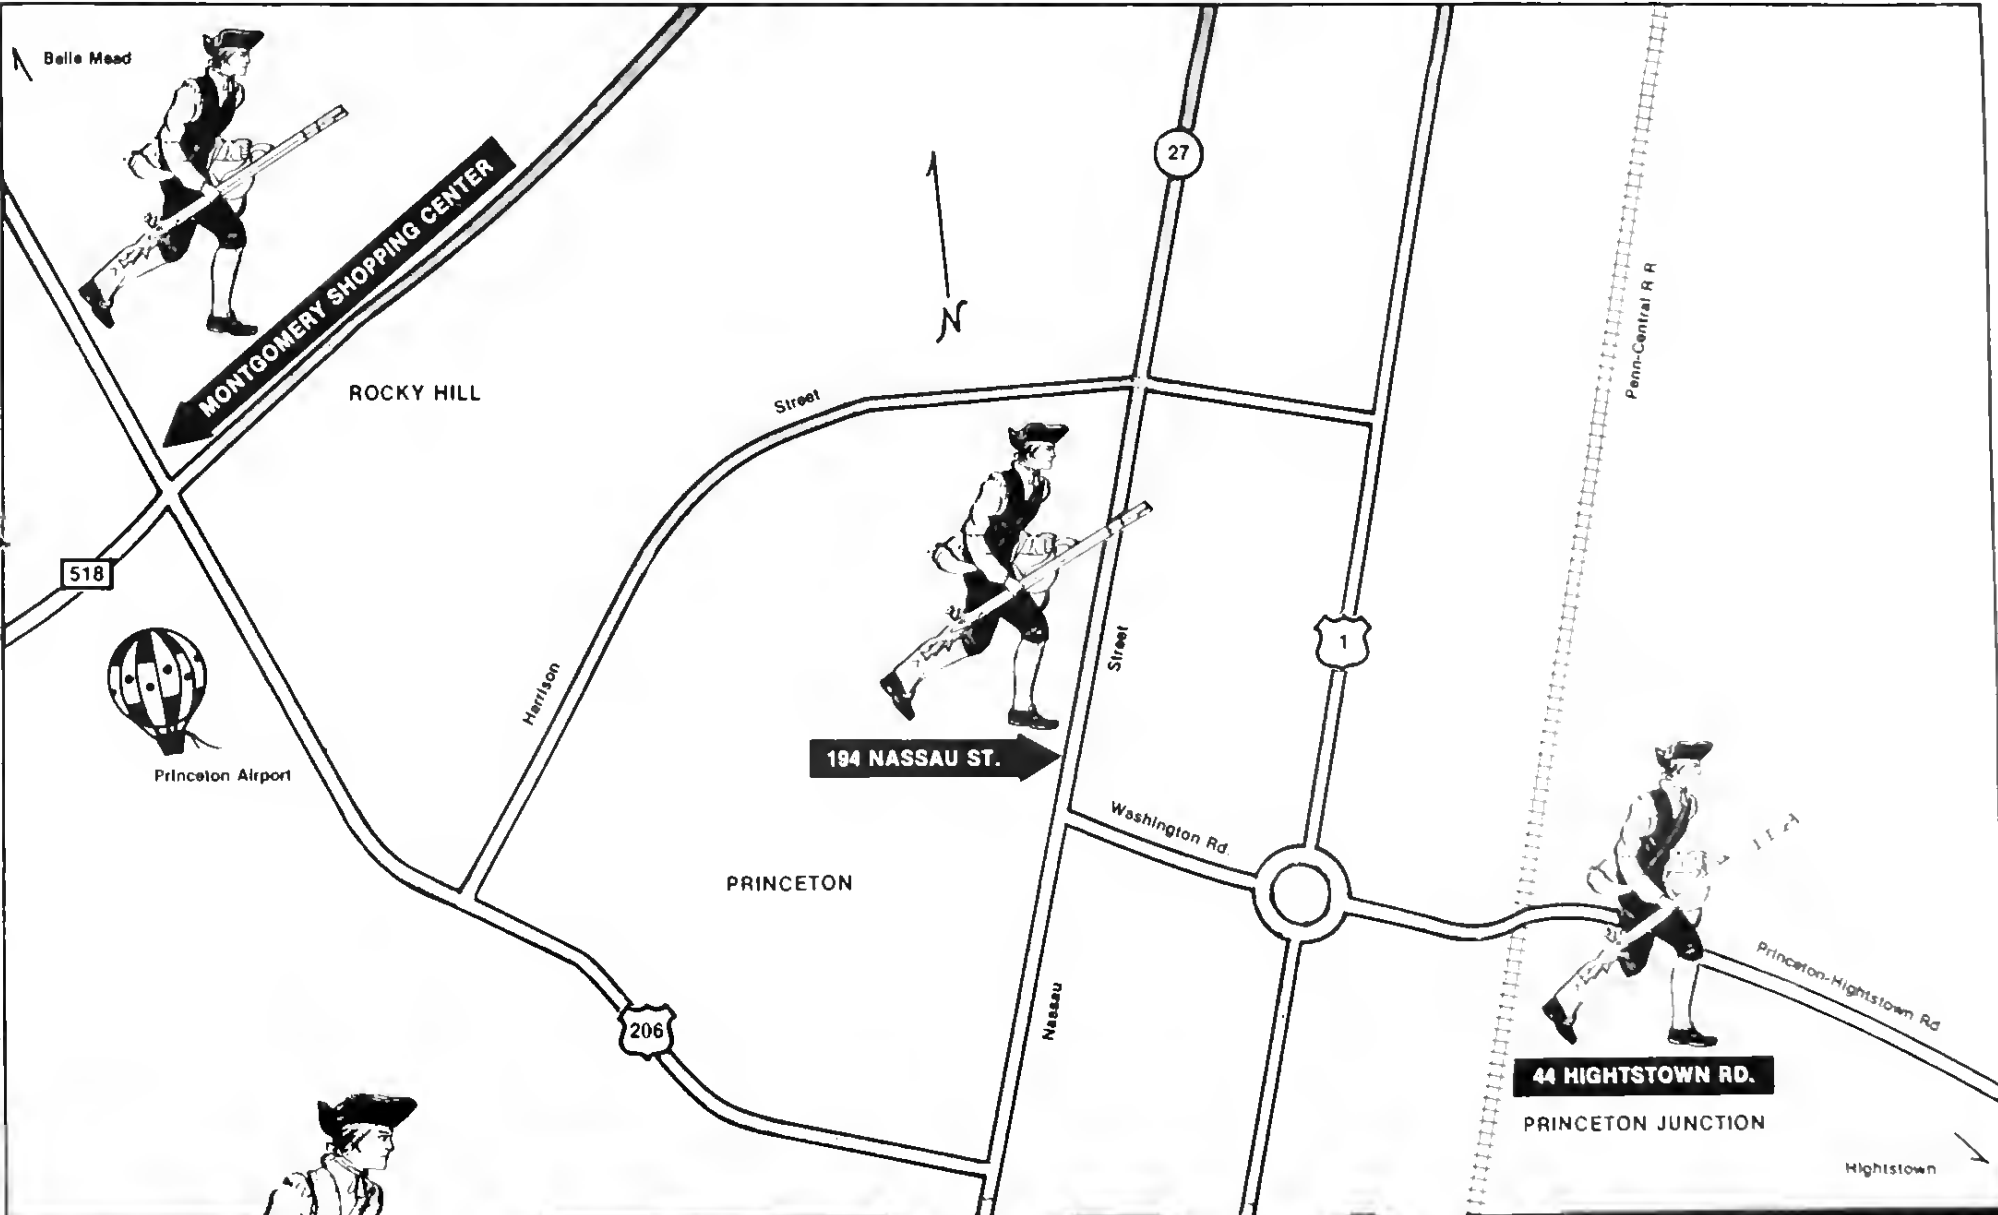 Belle Mead
MONTGOMERY SHOPPING CENTER
27
N
Penn-Central R R
ROCKY HILL
Street
518
Harrison
Street
1
194 NASSAU ST.
Princeton Airport
Washington Rd.
PRINCETON
Princeton-Hightstown Rd
Nassau
206
44 HIGHTSTOWN RD.
PRINCETON JUNCTION
Hightstown